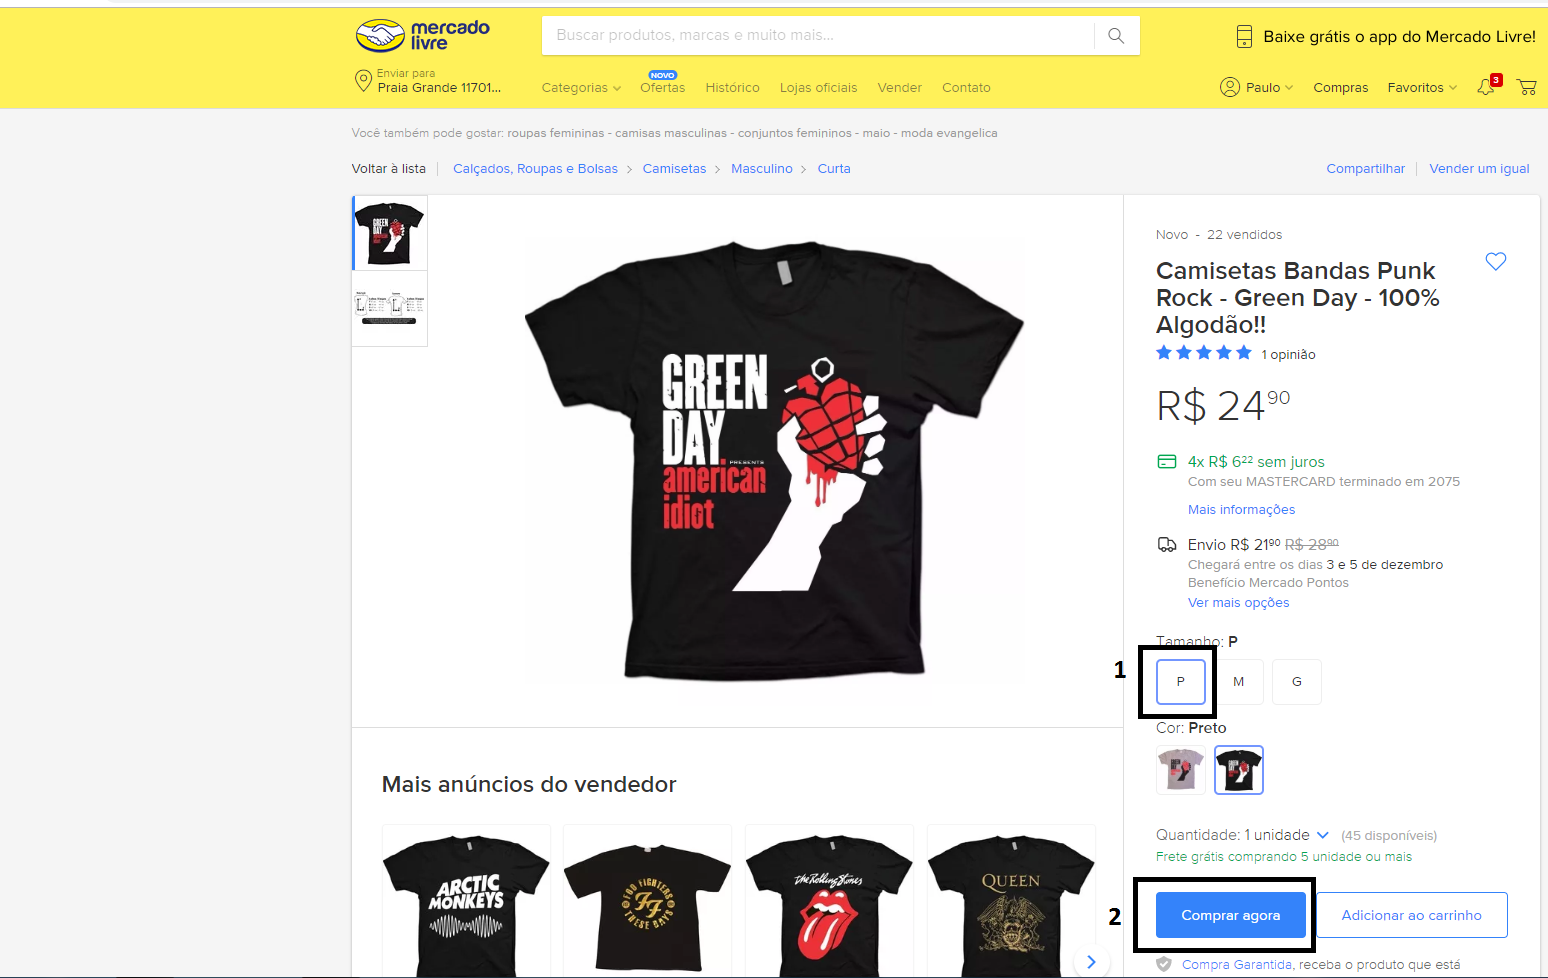 mercado
livre
Buscar produtos, marcas e muito mais...
Baixe grátis o app do Mercado Livre!
Enviar para
Praia Grande 11701...
Categorias
NOVO
Ofertas
Histórico
Lojas oficiais
Vender
Contato
Paulo
Compras
Favoritos
3
Você também pode gostar: roupas femininas - camisas masculinas - conjuntos femininos - maio - moda evangelica
Voltar à lista
Calçados, Roupas e Bolsas > Camisetas > Masculino > Curta
Compartilhar
Vender um igual
GREEN
DAY
PRESENTS
american
idiot
Novo - 22 vendidos
Camisetas Bandas Punk
Rock - Green Day - 100%
Algodão!!
1 opinião
R$ 24 90
4x R$ 6 22 sem juros
Com seu MASTERCARD terminado em 2075
Mais informações
Envio R$ 21 90 R$ 28 90
Chegará entre os dias 3 e 5 de dezembro
Benefício Mercado Pontos
Ver mais opções
Tamanho: P
1
P
M
G
Cor: Preto
Quantidade: 1 unidade (45 disponíveis)
Frete grátis comprando 5 unidade ou mais
2
Comprar agora
Adicionar ao carrinho
Compra Garantida, receba o produto que está
Mais anúncios do vendedor
ARCTIC
MONKEYS
FOO FIGHTERS
FF
THESE DAYS
The Rolling Stones
QUEEN